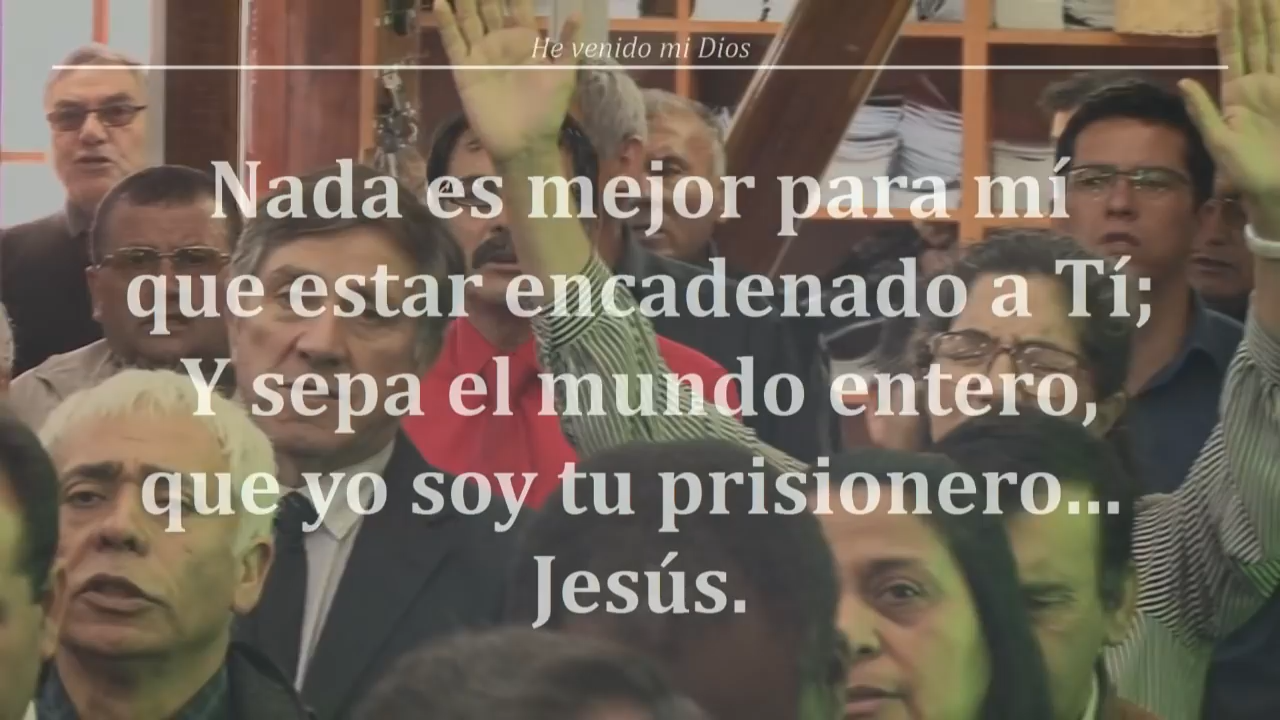 He venido mi Dios
Nada es mejor para mí
que estar encadenado a Tí;
Y sepa el mundo entero,
que yo soy tu prisionero...
Jesús.